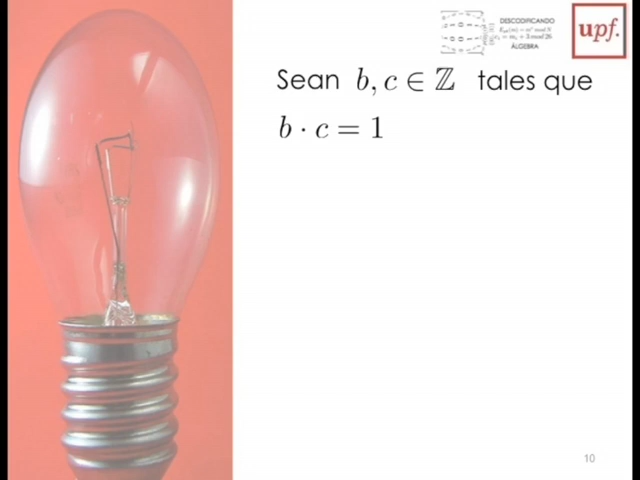 DESCODIFICANDO
ÁLGEBRA
upf.
Sean b, c ∈ ℤ tales que
b · c = 1
10